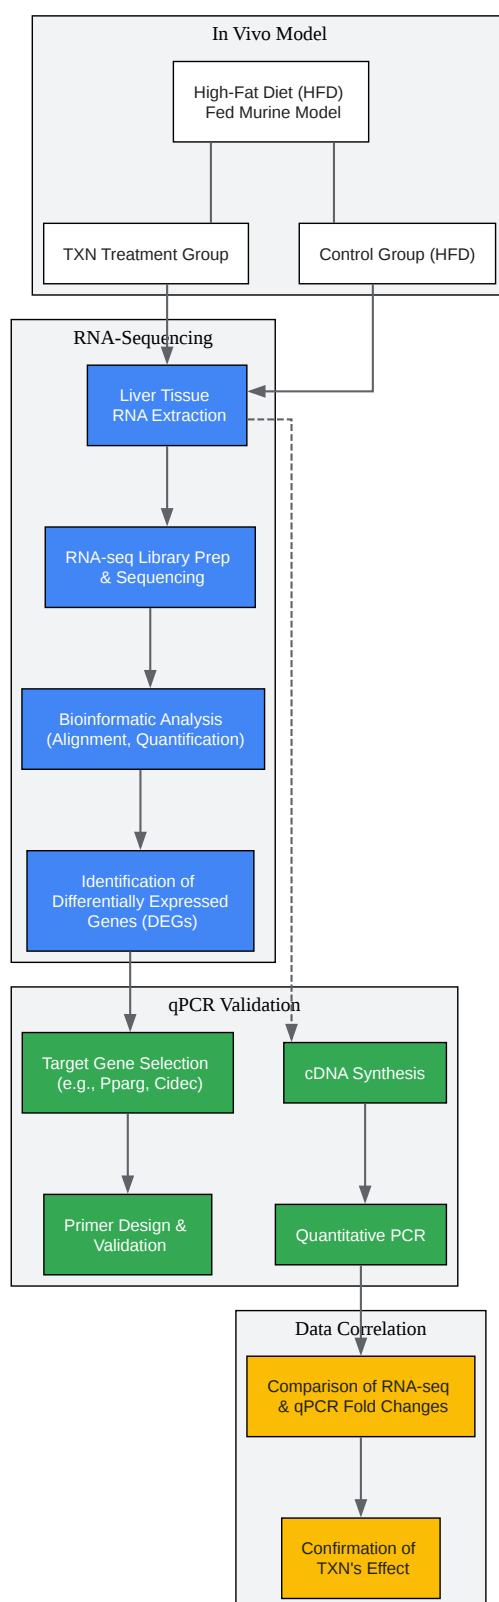 In Vivo Model
High-Fat Diet (HFD)
Fed Murine Model
TXN Treatment Group
Control Group (HFD)
RNA-Sequencing
Liver Tissue
RNA Extraction
RNA-seq Library Prep
& Sequencing
Bioinformatic Analysis
(Alignment, Quantification)
Identification of
Differentially Expressed
Genes (DEGs)
qPCR Validation
Target Gene Selection
(e.g., Pparg, Cidec)
cDNA Synthesis
Primer Design &
Validation
Quantitative PCR
Data Correlation
Comparison of RNA-seq
& qPCR Fold Changes
Confirmation of
TXN's Effect